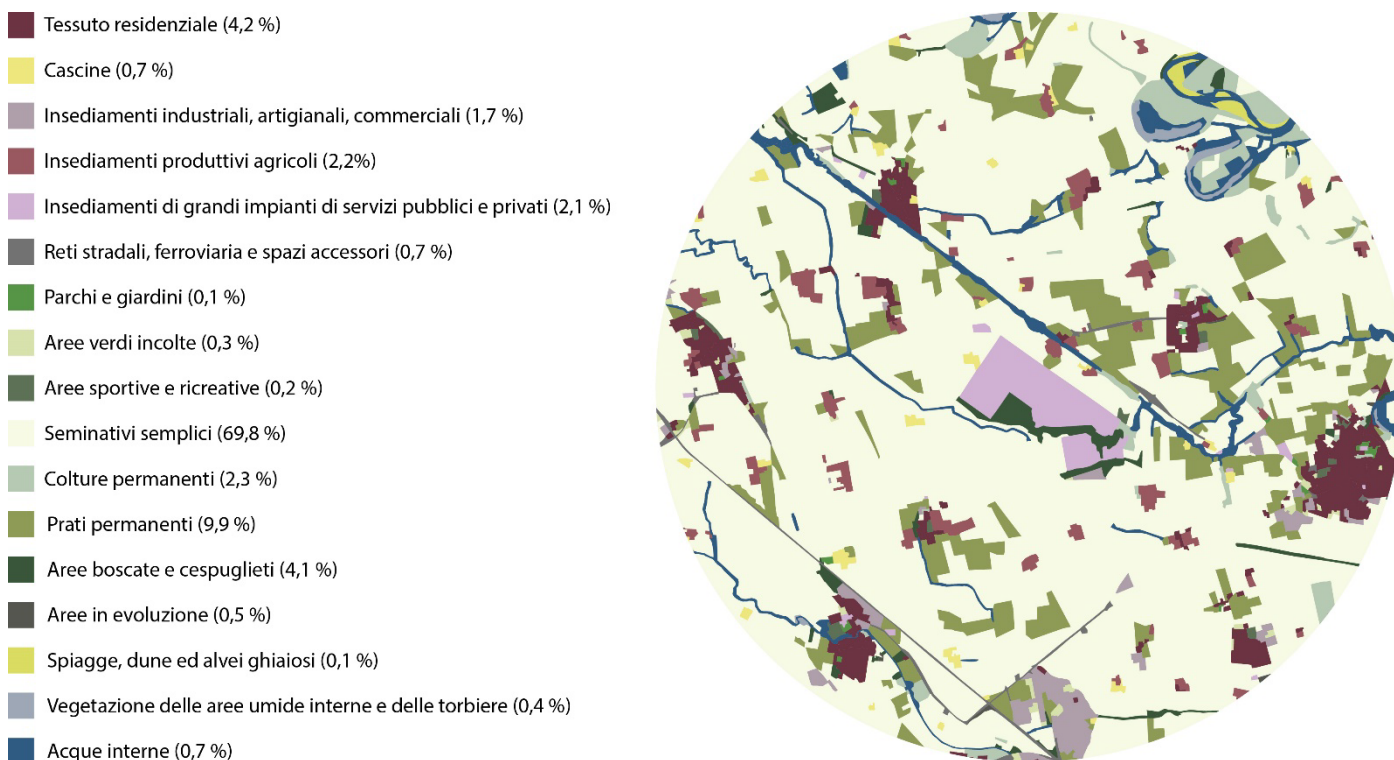 Tessuto residenziale (4,2 %)
Cascine (0,7 %)
Insediamenti industriali, artigianali, commerciali (1,7 %)
Insediamenti produttivi agricoli (2,2%)
Insediamenti di grandi impianti di servizi pubblici e privati (2,1 %)
Reti stradali, ferroviaria e spazi accessori (0,7 %)
Parchi e giardini (0,1 %)
Aree verdi incolte (0,3 %)
Aree sportive e ricreative (0,2 %)
Seminativi semplici (69,8 %)
Colture permanenti (2,3 %)
Prati permanenti (9,9 %)
Aree boscate e cespuglieti (4,1 %)
Aree in evoluzione (0,5 %)
Spiagge, dune ed alvei ghiaiosi (0,1 %)
Vegetazione delle aree umide interne e delle torbiere (0,4 %)
Acque interne (0,7 %)